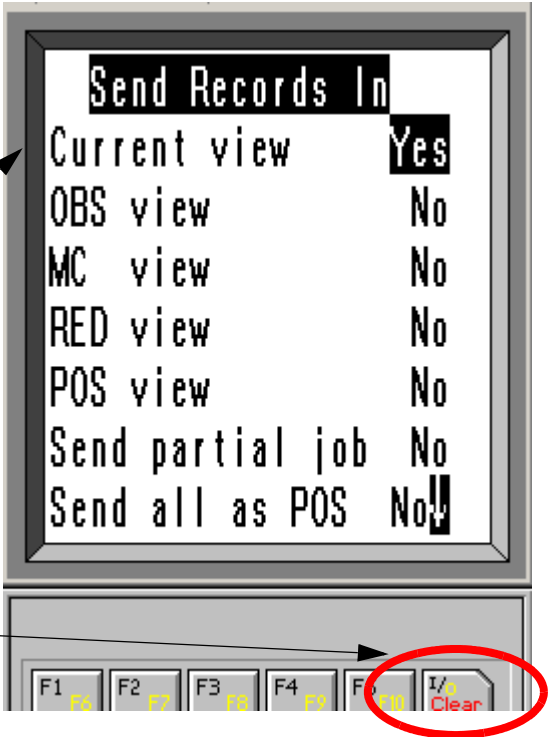 Send Records In
Current view Yes
OBS view No
MC view No
RED view No
POS view No
Send partial job No
Send all as POS No↓
F1 F6 F2 F7 F3 F8 F4 F9 F5 F10 I/o Clear